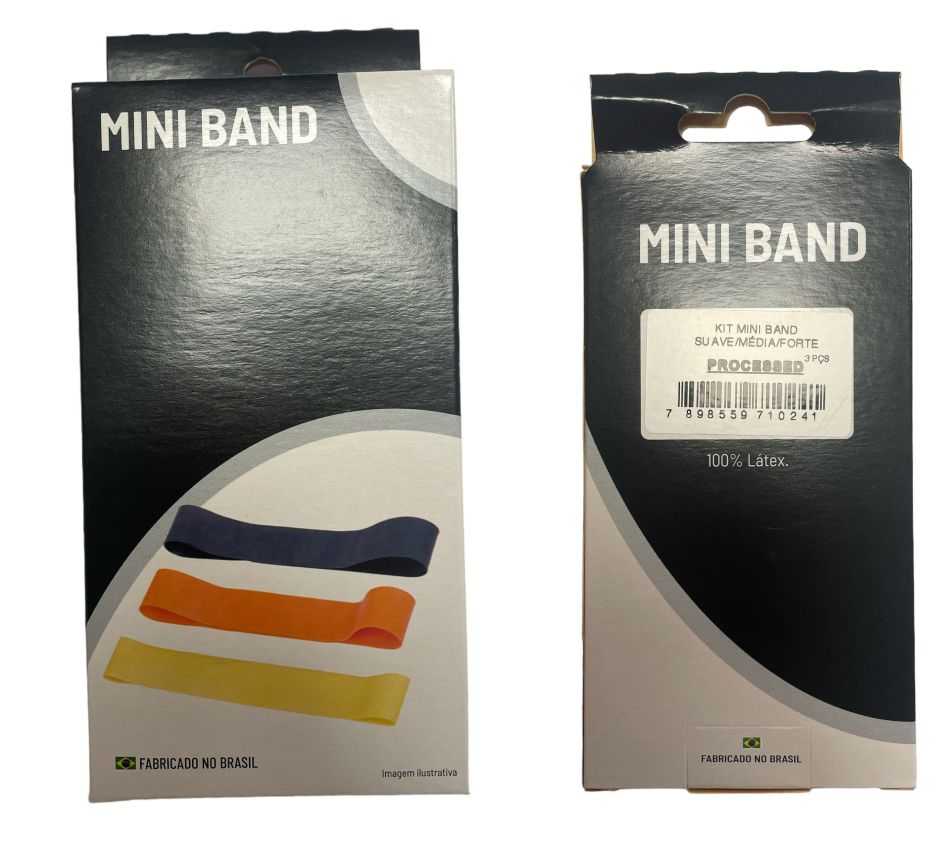 MINI BAND
FABRICADO NO BRASIL
Imagem ilustrativa
MINI BAND
KIT MINI BAND
SUAVE/MÉDIA/FORTE
3 PÇS
PROCESSED
7 898559 710241
100% Látex.
FABRICADO NO BRASIL